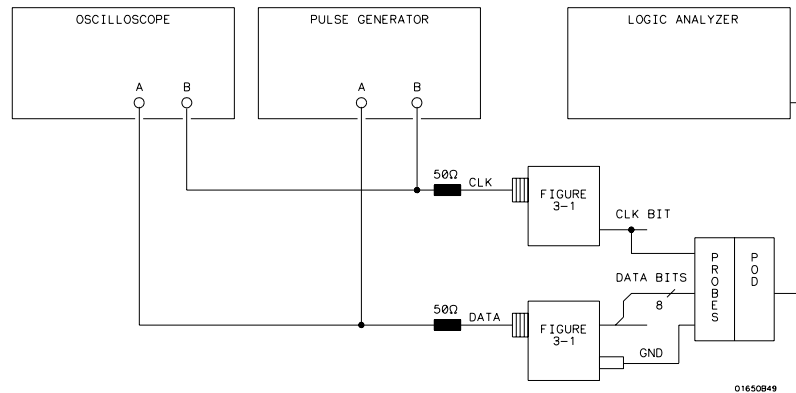 OSCILLOSCOPE
PULSE GENERATOR
LOGIC ANALYZER
A
B
A
B
50Ω
CLK
FIGURE
3-1
CLK BIT
DATA BITS
8
PROBES
POD
50Ω
DATA
FIGURE
3-1
GND
01650B49